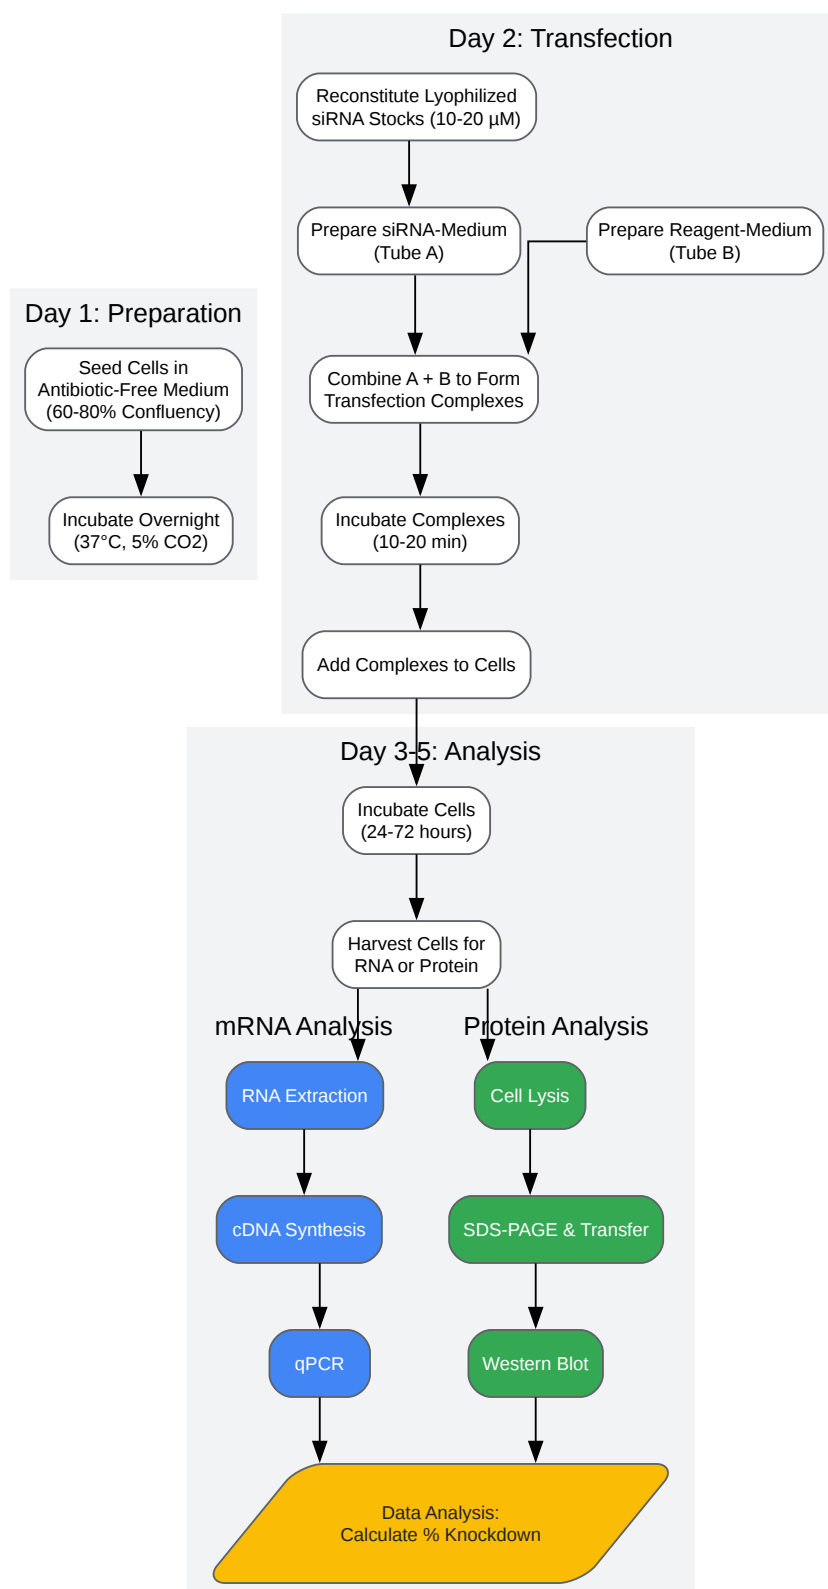 Day 1: Preparation
Seed Cells in
Antibiotic-Free Medium
(60-80% Confluency)
Incubate Overnight
(37°C, 5% CO2)
Day 2: Transfection
Reconstitute Lyophilized
siRNA Stocks (10-20 µM)
Prepare siRNA-Medium
(Tube A)
Prepare Reagent-Medium
(Tube B)
Combine A + B to Form
Transfection Complexes
Incubate Complexes
(10-20 min)
Add Complexes to Cells
Day 3-5: Analysis
Incubate Cells
(24-72 hours)
Harvest Cells for
RNA or Protein
mRNA Analysis
RNA Extraction
cDNA Synthesis
qPCR
Protein Analysis
Cell Lysis
SDS-PAGE & Transfer
Western Blot
Data Analysis:
Calculate % Knockdown